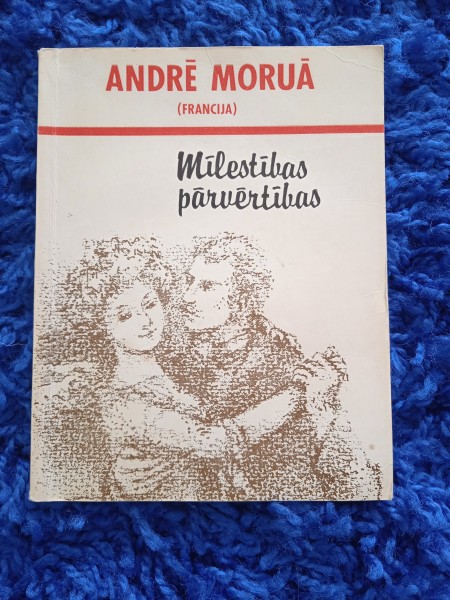 ANDRĒ MORUĀ
(FRANCIJA)
Mīlestības
pārvērtības